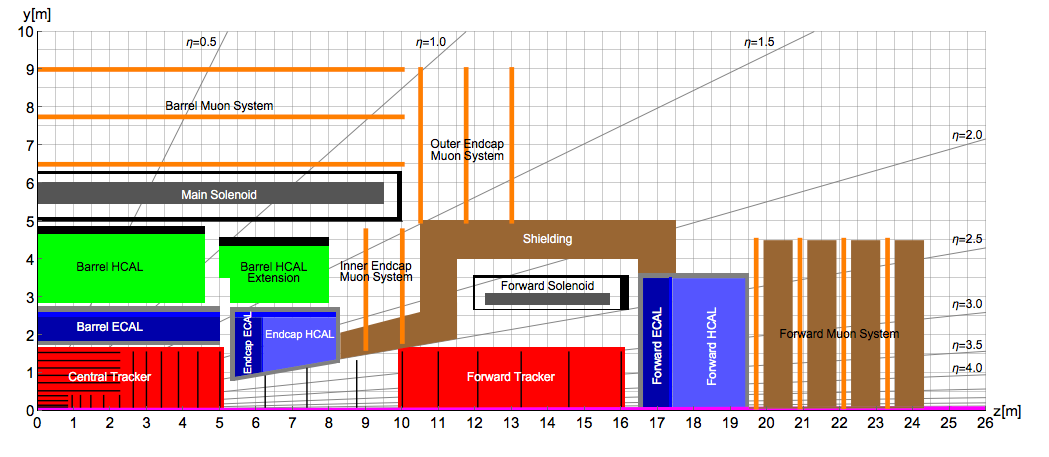 y[m]
10
η=0.5
η=1.0
η=1.5
9
Barrel Muon System
8
7
Outer Endcap
Muon System
η=2.0
6
Main Solenoid
5
Shielding
η=2.5
4
Barrel HCAL
Barrel HCAL
Extension
Inner Endcap
Muon System
Forward Solenoid
3
η=3.0
2
Barrel ECAL
Endcap ECAL
Endcap HCAL
Forward ECAL
Forward HCAL
Forward Muon System
η=3.5
1
Central Tracker
Forward Tracker
η=4.0
0
0 1 2 3 4 5 6 7 8 9 10 11 12 13 14 15 16 17 18 19 20 21 22 23 24 25 26
z[m]